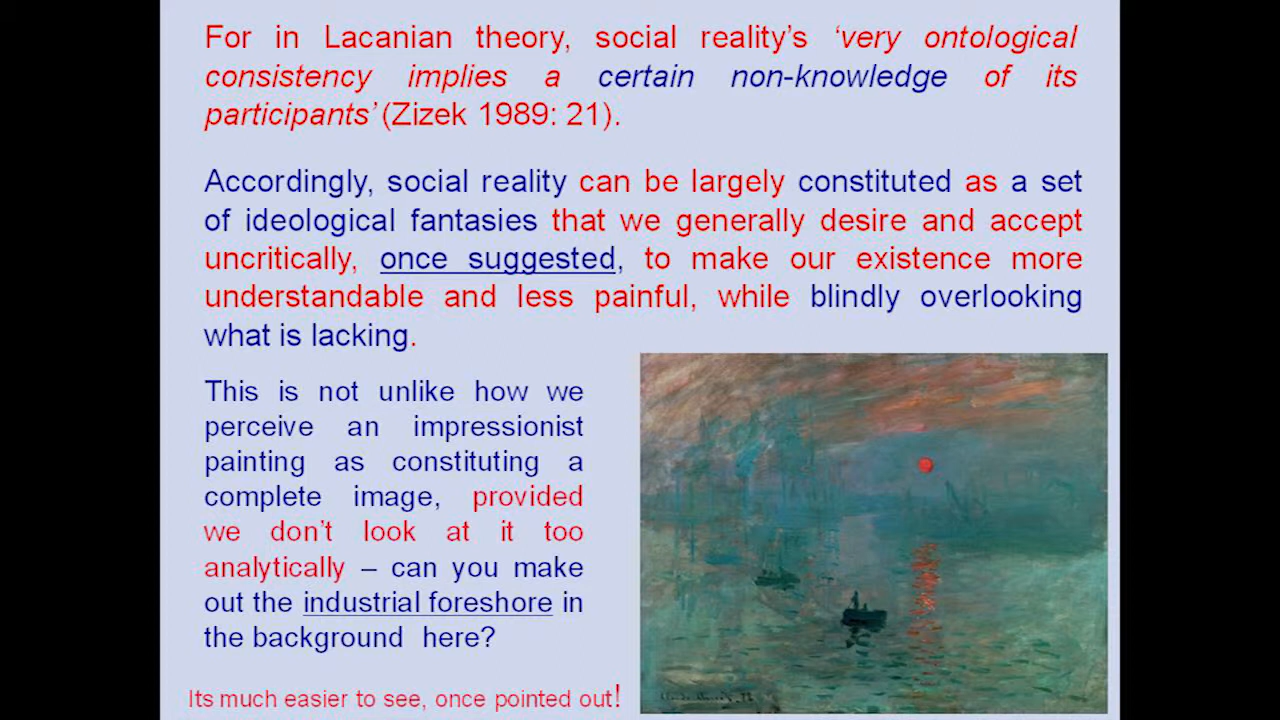 For in Lacanian theory, social reality’s ‘very ontological
consistency implies a certain non-knowledge of its
participants’ (Zizek 1989: 21).
Accordingly, social reality can be largely constituted as a set
of ideological fantasies that we generally desire and accept
uncritically, once suggested, to make our existence more
understandable and less painful, while blindly overlooking
what is lacking.
This is not unlike how we
perceive an impressionist
painting as constituting a
complete image, provided
we don’t look at it too
analytically – can you make
out the industrial foreshore in
the background here?
Its much easier to see, once pointed out!